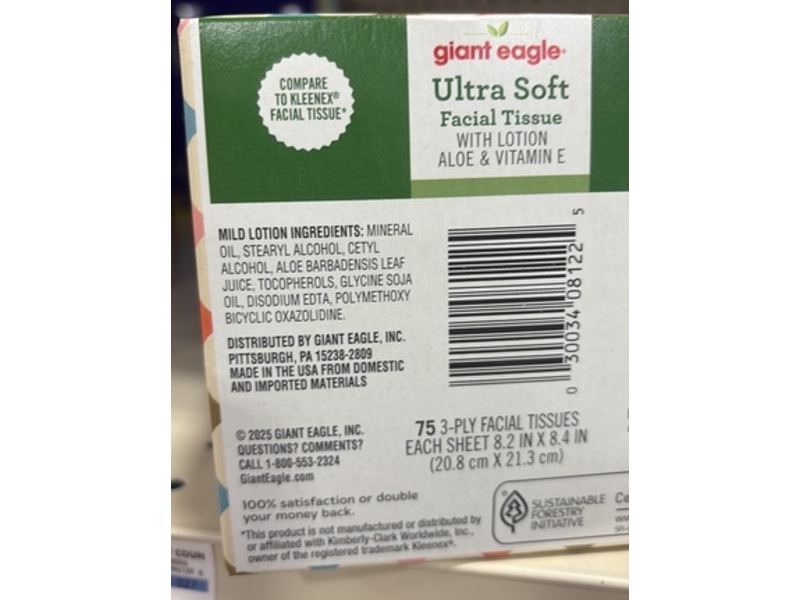 COMPARE
TO KLEENEX®
FACIAL TISSUE*
giant eagle
Ultra Soft
Facial Tissue
WITH LOTION
ALOE & VITAMIN E
MILD LOTION INGREDIENTS: MINERAL
OIL, STEARYL ALCOHOL, CETYL
ALCOHOL, ALOE BARBADENSIS LEAF
JUICE, TOCOPHEROLS, GLYCINE SOJA
OIL, DISODIUM EDTA, POLYMETHOXY
BICYCLIC OXAZOLIDINE.
DISTRIBUTED BY GIANT EAGLE, INC.
PITTSBURGH, PA 15238-2809
MADE IN THE USA FROM DOMESTIC
AND IMPORTED MATERIALS
0 30034 08122 5
© 2025 GIANT EAGLE, INC.
QUESTIONS? COMMENTS?
CALL 1-800-553-2324
GiantEagle.com
75 3-PLY FACIAL TISSUES
EACH SHEET 8.2 IN X 8.4 IN
(20.8 cm X 21.3 cm)
100% satisfaction or double
your money back.
*This product is not manufactured or distributed by
or affiliated with Kimberly-Clark Worldwide, Inc.,
owner of the registered trademark Kleenex®.
SUSTAINABLE
FORESTRY
INITIATIVE